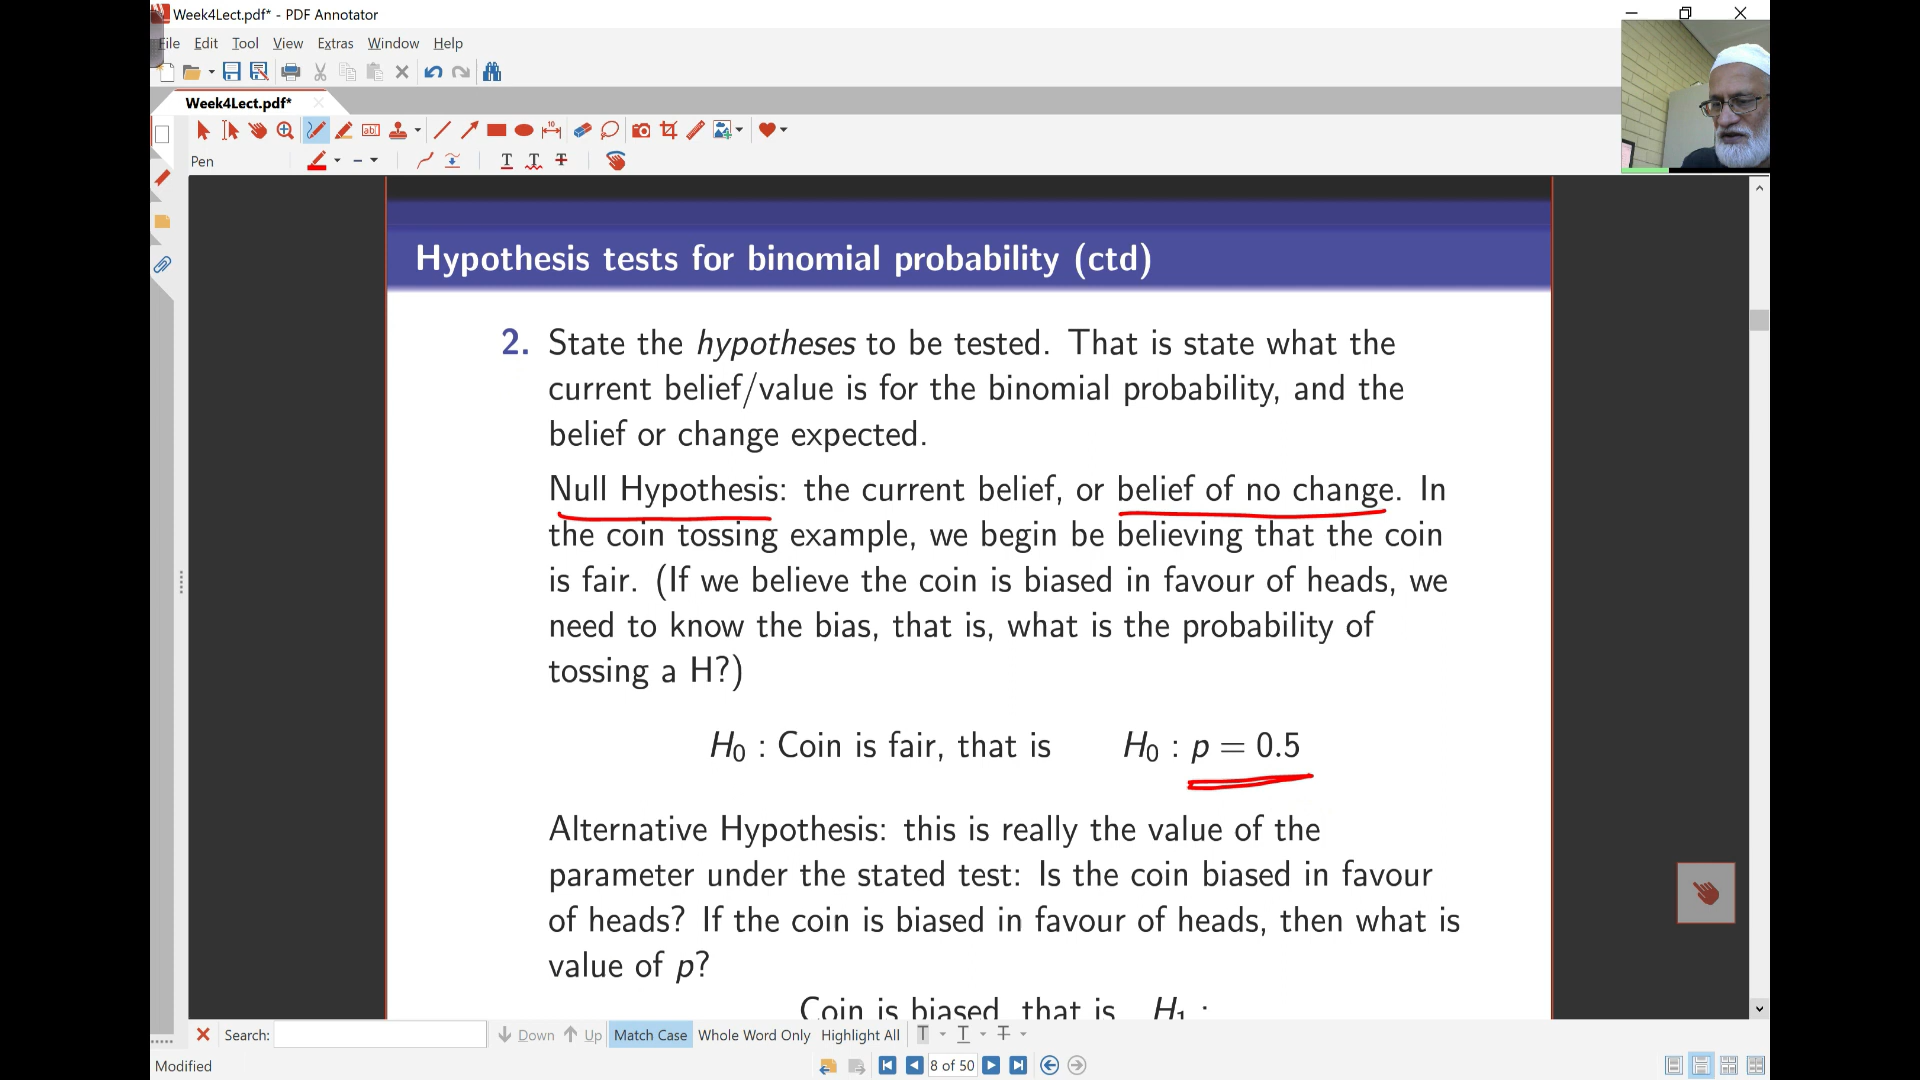 Week4Lect.pdf* - PDF Annotator
File Edit Tool View Extras Window Help
Week4Lect.pdf*
Pen
Hypothesis tests for binomial probability (ctd)
2. State the hypotheses to be tested. That is state what the
current belief/value is for the binomial probability, and the
belief or change expected.
Null Hypothesis: the current belief, or belief of no change. In
the coin tossing example, we begin be believing that the coin
is fair. (If we believe the coin is biased in favour of heads, we
need to know the bias, that is, what is the probability of
tossing a H?)
H₀ : Coin is fair, that is H₀ : p = 0.5
Alternative Hypothesis: this is really the value of the
parameter under the stated test: Is the coin biased in favour
of heads? If the coin is biased in favour of heads, then what is
value of p?
Coin is biased, that is H₁ :
Search: Down Up Match Case Whole Word Only Highlight All
Modified 8 of 50